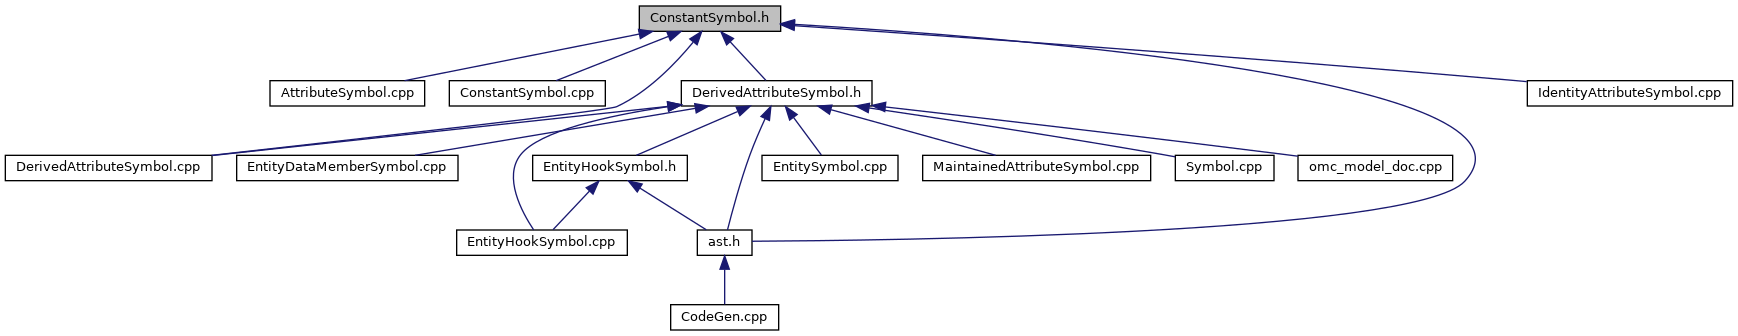 ConstantSymbol.h
AttributeSymbol.cpp
ConstantSymbol.cpp
DerivedAttributeSymbol.h
IdentityAttributeSymbol.cpp
DerivedAttributeSymbol.cpp
EntityDataMemberSymbol.cpp
EntityHookSymbol.h
EntitySymbol.cpp
MaintainedAttributeSymbol.cpp
Symbol.cpp
omc_model_doc.cpp
EntityHookSymbol.cpp
ast.h
CodeGen.cpp